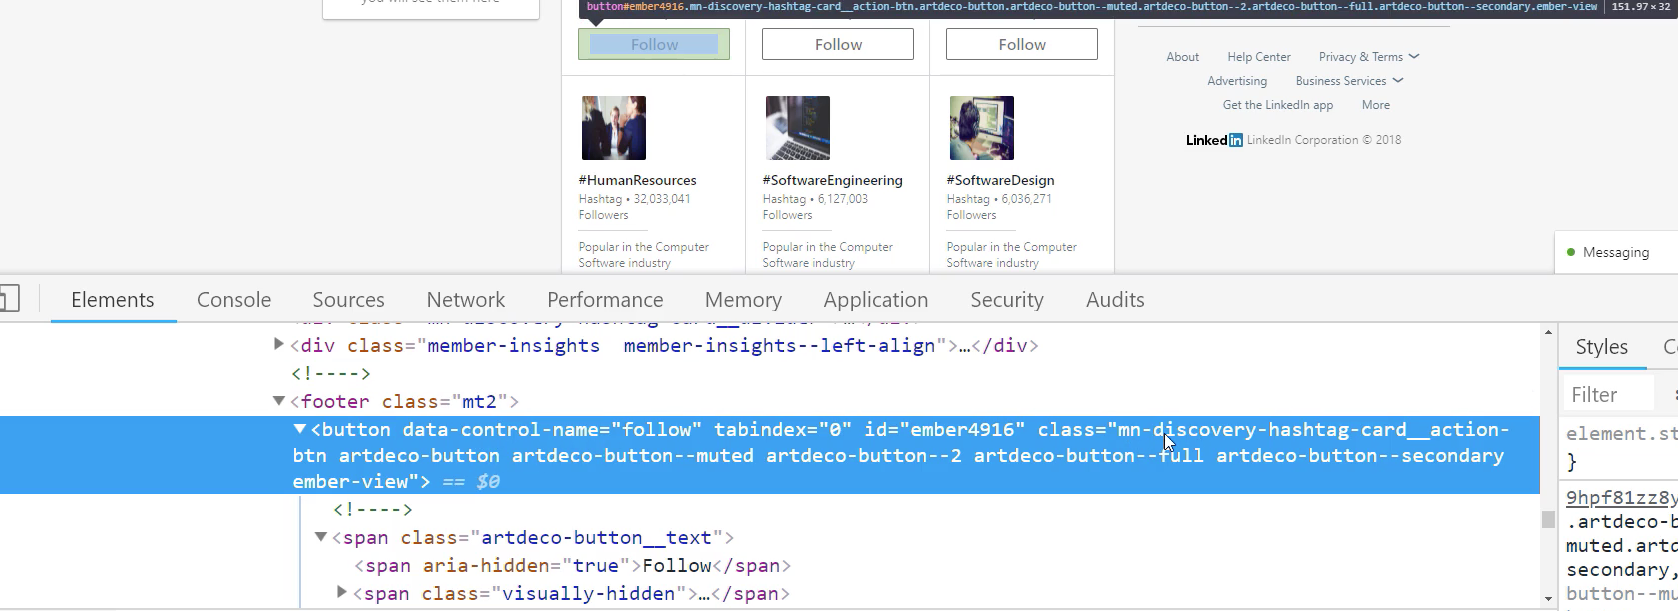 you will see them here
button#ember4916.mn-discovery-hashtag-card__action-btn.artdeco-button.artdeco-button--muted.artdeco-button--2.artdeco-button--full.artdeco-button--secondary.ember-view | 151.97 × 32
Follow Follow Follow
About Help Center Privacy & Terms
Advertising Business Services
Get the LinkedIn app More
Linked in LinkedIn Corporation © 2018
#HumanResources
Hashtag • 32,033,041
Followers
Popular in the Computer
Software industry
#SoftwareEngineering
Hashtag • 6,127,003
Followers
Popular in the Computer
Software industry
#SoftwareDesign
Hashtag • 6,036,271
Followers
Popular in the Computer
Software industry
Messaging
Elements Console Sources Network Performance Memory Application Security Audits
<div class="member-insights  member-insights--left-align">…</div>
<!---->
<footer class="mt2">
<button data-control-name="follow" tabindex="0" id="ember4916" class="mn-discovery-hashtag-card__action-
btn artdeco-button artdeco-button--muted artdeco-button--2 artdeco-button--full artdeco-button--secondary
ember-view"> == $0
<!---->
<span class="artdeco-button__text">
<span aria-hidden="true">Follow</span>
<span class="visually-hidden">…</span>
Styles
Filter
element.st
}
9hpf81zz8y
.artdeco-b
muted.artd
secondary,
button--mu